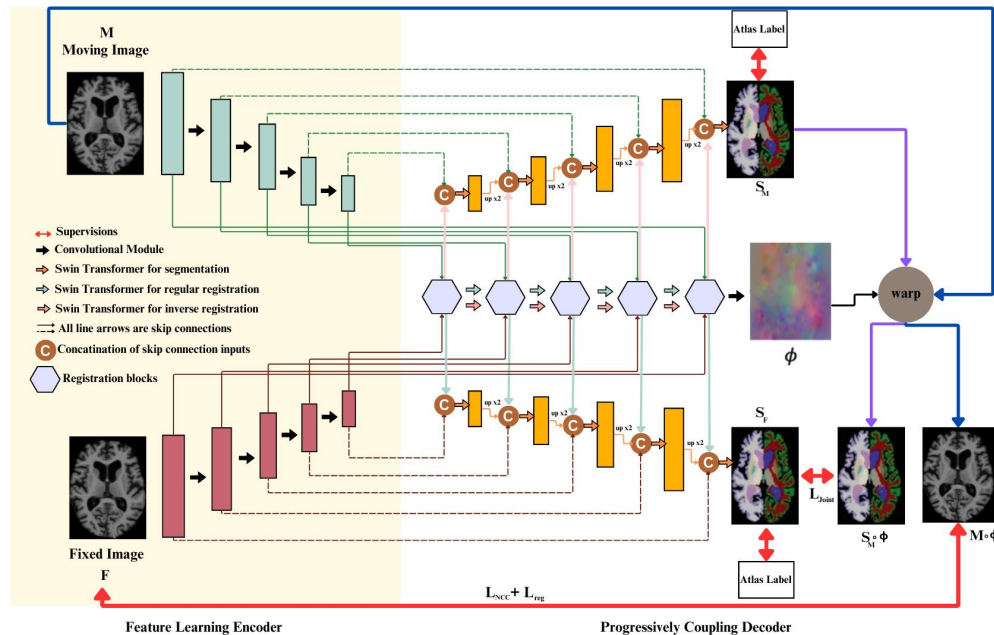 M
Moving Image
Atlas Label
C
C
C
C
C
up x2
up x2
up x2
up x2
S_M
Supervisions
Convolutional Module
Swin Transformer for segmentation
Swin Transformer for regular registration
Swin Transformer for inverse registration
All line arrows are skip connections
C Concatination of skip connection inputs
Registration blocks
warp
ϕ
C
C
C
C
C
up x2
up x2
up x2
up x2
S_F
L_Joint
S_M∘ϕ
M∘ϕ
Fixed Image
F
Atlas Label
L_NCC + L_reg
Feature Learning Encoder
Progressively Coupling Decoder